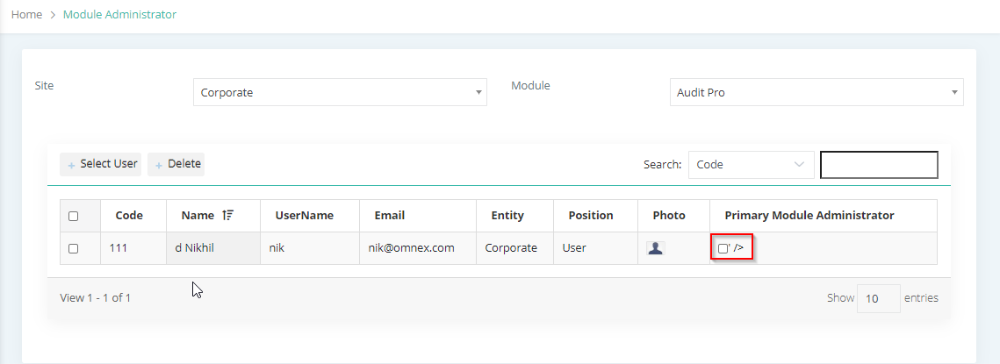 Home > Module Administrator
Site Corporate Module Audit Pro
+ Select User + Delete Search: Code
Code Name UserName Email Entity Position Photo Primary Module Administrator
111 d Nikhil nik nik@omnex.com Corporate User ' />
View 1 - 1 of 1 Show 10 entries